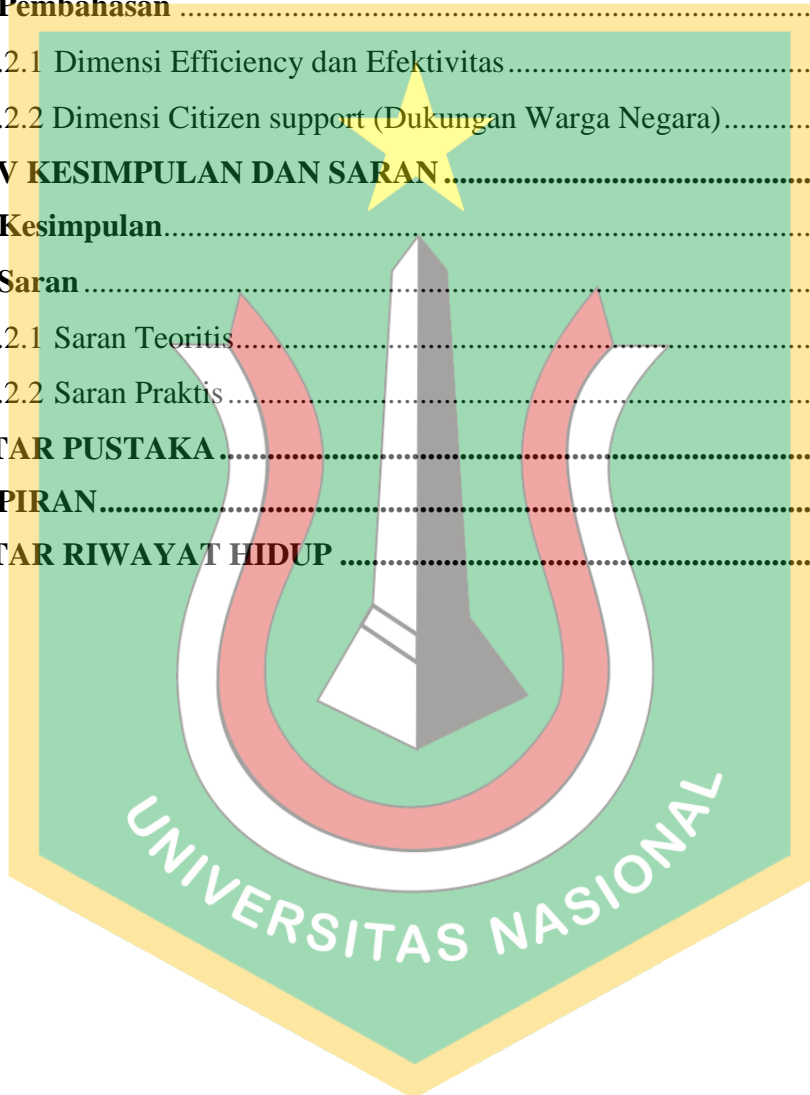 Pembahasan ................................................................................
.2.1 Dimensi Efficiency dan Efektivitas ......................................
.2.2 Dimensi Citizen support (Dukungan Warga Negara) ...........
V KESIMPULAN DAN SARAN ...............................................
Kesimpulan ................................................................................
Saran ...........................................................................................
.2.1 Saran Teoritis .........................................................................
.2.2 Saran Praktis ..........................................................................
TAR PUSTAKA ..........................................................................
PIRAN .........................................................................................
TAR RIWAYAT HIDUP ............................................................
UNIVERSITAS NASIONAL